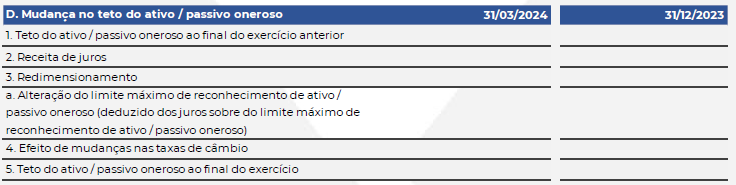 D. Mudança no teto do ativo / passivo oneroso 31/03/2024 31/12/2023
1. Teto do ativo / passivo oneroso ao final do exercício anterior
2. Receita de juros
3. Redimensionamento
a. Alteração do limite máximo de reconhecimento de ativo /
passivo oneroso (deduzido dos juros sobre do limite máximo de
reconhecimento de ativo / passivo oneroso)
4. Efeito de mudanças nas taxas de câmbio
5. Teto do ativo / passivo oneroso ao final do exercício